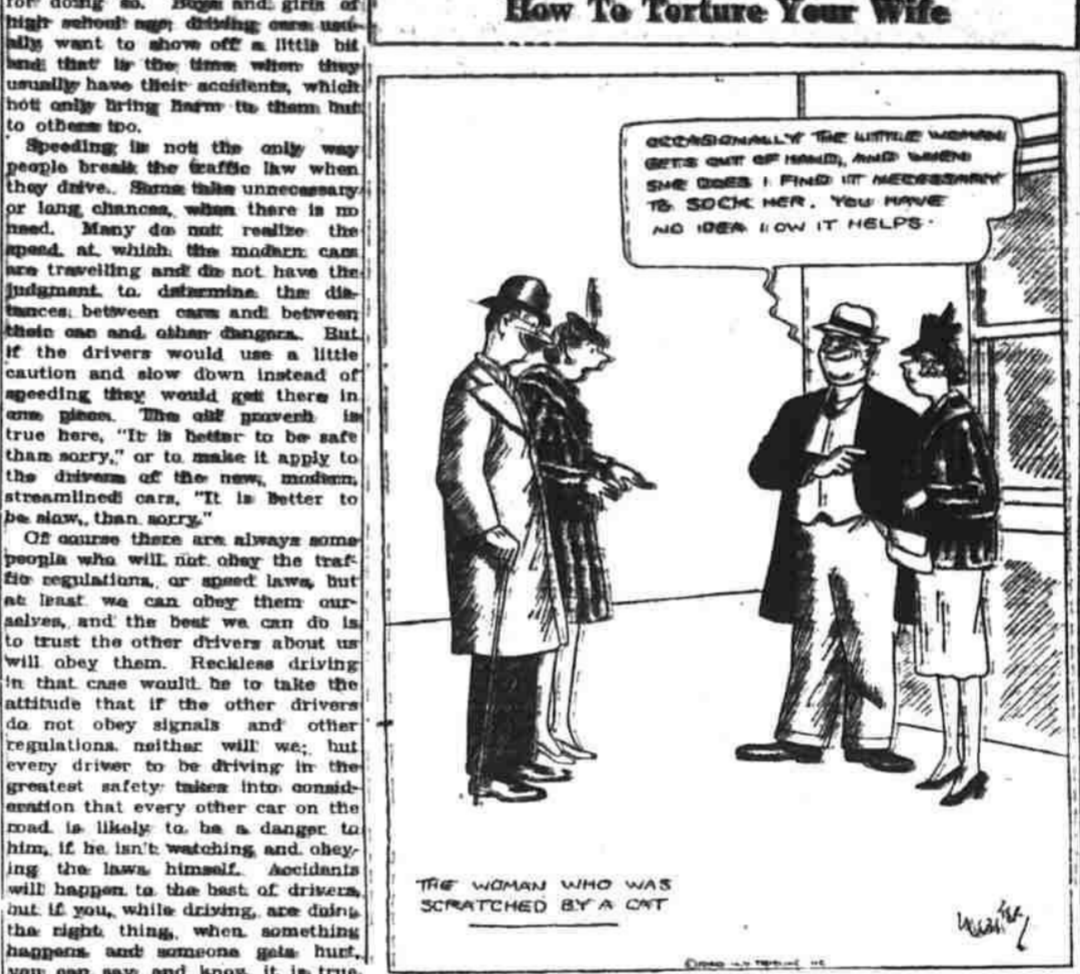 for doing so. Boys and girls of
high school age, driving cars usu-
ally want to show off a little bit
and that is the time when they
usually have their accidents, which
not only bring harm to them but
to others too.
Speeding is not the only way
people break the traffic law when
they drive. Some take unnecessary
or long chances, when there is no
need. Many do not realize the
speed at which the modern cars
are travelling and do not have the
judgment to determine the dis-
tances between cars and between
their car and other dangers. But
if the drivers would use a little
caution and slow down instead of
speeding they would get there in
one piece. The old proverb is
true here, "It is better to be safe
than sorry," or to make it apply to
the drivers of the new, modern,
streamlined cars, "It is better to
be slow, than sorry."
Of course there are always some
people who will not obey the traf-
fic regulations, or speed laws, but
at least we can obey them our-
selves, and the best we can do is
to trust the other drivers about us
will obey them. Reckless driving
in that case would be to take the
attitude that if the other drivers
do not obey signals and other
regulations neither will we; but
every driver to be driving in the
greatest safety takes into consid-
eration that every other car on the
road is likely to be a danger to
him, if he isn't watching and obey-
ing the laws himself. Accidents
will happen to the best of drivers,
but if you, while driving, are doing
the right thing, when something
happens and someone gets hurt,
you can say and know it is true,
How To Torture Your Wife
OCCASIONALLY THE LITTLE WOMAN
GETS OUT OF HAND, AND WHEN
SHE DOES I FIND IT NECESSARY
TO SOCK HER. YOU HAVE
NO IDEA HOW IT HELPS.
THE WOMAN WHO WAS
SCRATCHED BY A CAT
WEBSTER